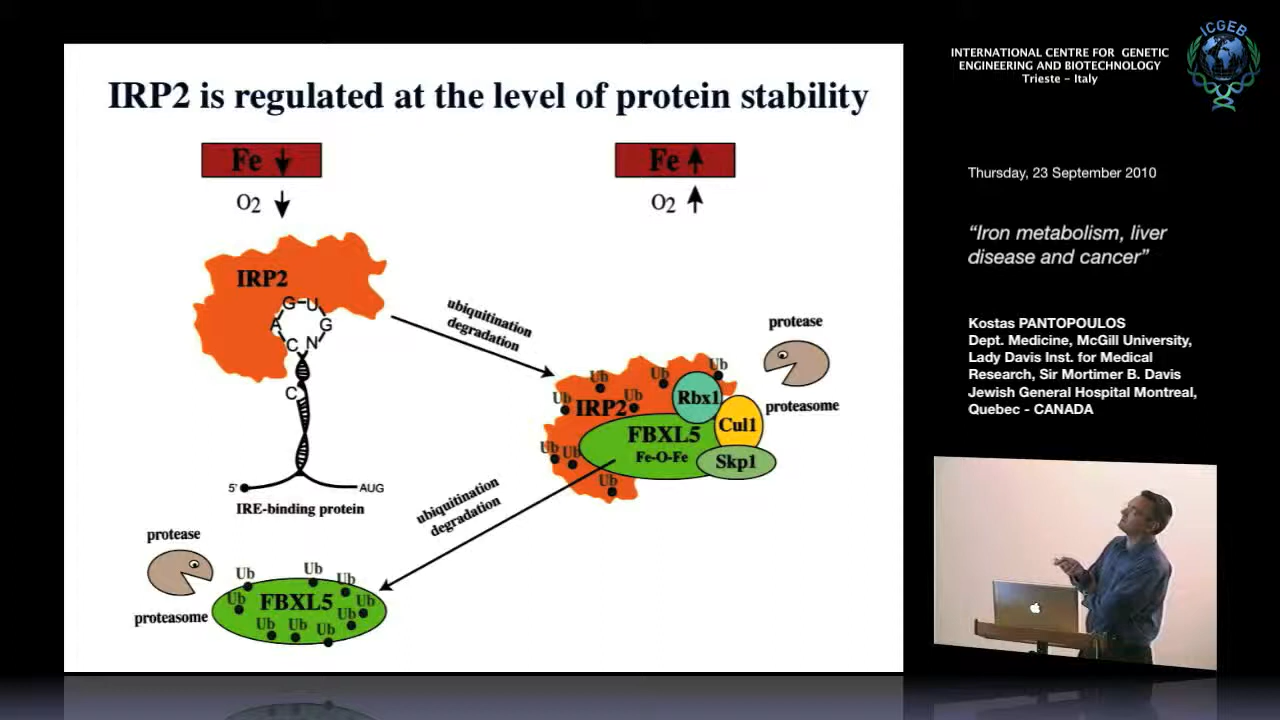 IRP2 is regulated at the level of protein stability
Fe
O2
Fe
O2
IRP2
G U
A G
C N
C
5'
AUG
IRE-binding protein
ubiquitination
degradation
protease
proteasome
Ub
Ub
Ub
Ub
Ub
Ub
Ub
Ub
IRP2
Rbx1
Cul1
FBXL5
Fe-O-Fe
Skp1
ubiquitination
degradation
protease
proteasome
Ub
Ub
Ub
Ub
Ub
Ub
Ub
Ub
Ub
FBXL5
INTERNATIONAL CENTRE FOR GENETIC
ENGINEERING AND BIOTECHNOLOGY
Trieste - Italy
ICGEB
Thursday, 23 September 2010
“Iron metabolism, liver
disease and cancer”
Kostas PANTOPOULOS
Dept. Medicine, McGill University,
Lady Davis Inst. for Medical
Research, Sir Mortimer B. Davis
Jewish General Hospital Montreal,
Quebec - CANADA